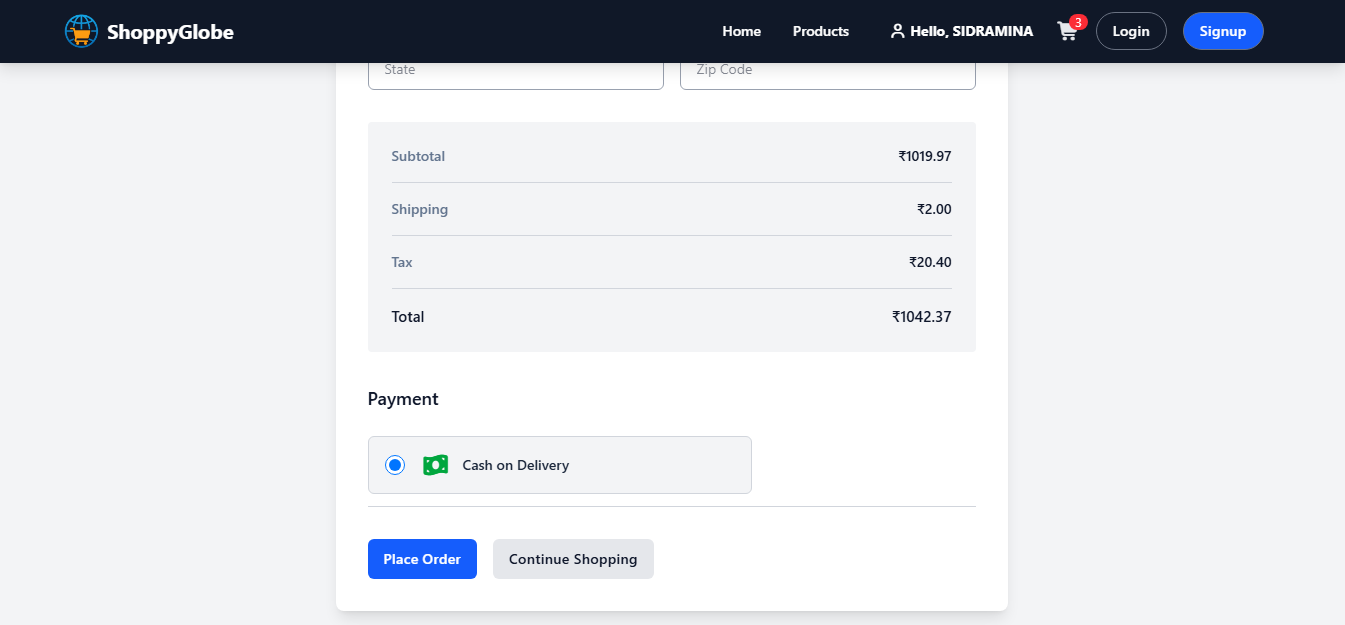 ShoppyGlobe Home Products Hello, SIDRAMINA 3 Login Signup
State Zip Code
Subtotal ₹1019.97
Shipping ₹2.00
Tax ₹20.40
Total ₹1042.37
Payment
Cash on Delivery
Place Order Continue Shopping